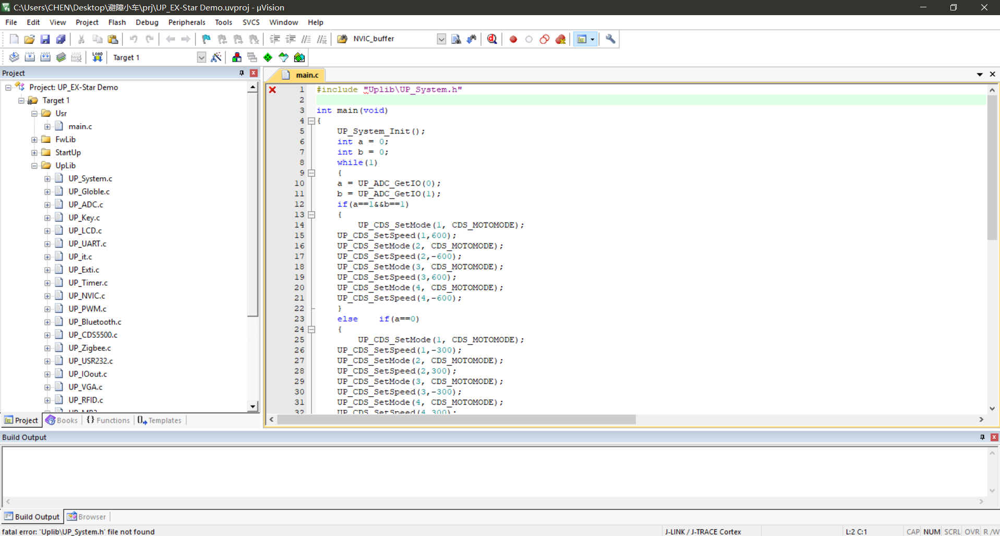 C:\Users\CHEN\Desktop\避障小车\prj\UP_EX-Star Demo.uvproj - µVision
File Edit View Project Flash Debug Peripherals Tools SVCS Window Help
NVIC_buffer
LOAD Target 1
Project
main.c
Project: UP_EX-Star Demo
Target 1
Usr
main.c
FwLib
StartUp
UpLib
UP_System.c
UP_Globle.c
UP_ADC.c
UP_Key.c
UP_LCD.c
UP_UART.c
UP_it.c
UP_Exti.c
UP_Timer.c
UP_NVIC.c
UP_PWM.c
UP_Bluetooth.c
UP_CDS5500.c
UP_Zigbee.c
UP_USR232.c
UP_IOout.c
UP_VGA.c
UP_RFID.c
UP_MP3
1 #include "Uplib\UP_System.h"
2
3 int main(void)
4 {
5 UP_System_Init();
6 int a = 0;
7 int b = 0;
8 while(1)
9 {
10 a = UP_ADC_GetIO(0);
11 b = UP_ADC_GetIO(1);
12 if(a==1&&b==1)
13 {
14 UP_CDS_SetMode(1, CDS_MOTOMODE);
15 UP_CDS_SetSpeed(1,600);
16 UP_CDS_SetMode(2, CDS_MOTOMODE);
17 UP_CDS_SetSpeed(2,-600);
18 UP_CDS_SetMode(3, CDS_MOTOMODE);
19 UP_CDS_SetSpeed(3,600);
20 UP_CDS_SetMode(4, CDS_MOTOMODE);
21 UP_CDS_SetSpeed(4,-600);
22 }
23 else if(a==0)
24 {
25 UP_CDS_SetMode(1, CDS_MOTOMODE);
26 UP_CDS_SetSpeed(1,-300);
27 UP_CDS_SetMode(2, CDS_MOTOMODE);
28 UP_CDS_SetSpeed(2,300);
29 UP_CDS_SetMode(3, CDS_MOTOMODE);
30 UP_CDS_SetSpeed(3,-300);
31 UP_CDS_SetMode(4, CDS_MOTOMODE);
32 UP_CDS_SetSpeed(4,300);
Project Books {} Functions Templates
Build Output
Build Output Browser
fatal error: 'Uplib\UP_System.h' file not found J-LINK / J-TRACE Cortex L:2 C:1 CAP NUM SCRL OVR R/W